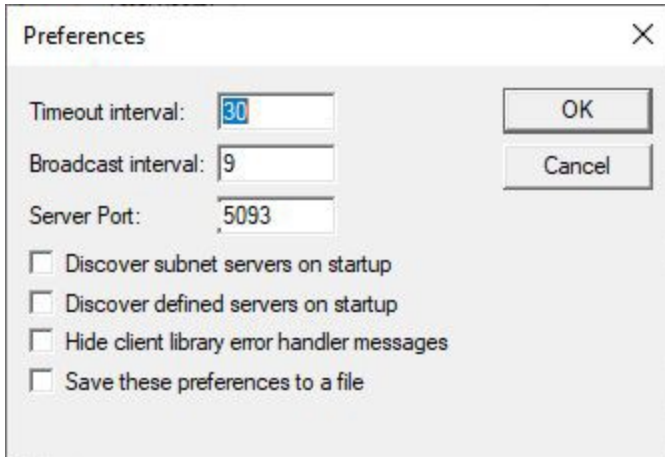 Preferences
Timeout interval: 30
OK
Broadcast interval: 9
Cancel
Server Port: 5093
Discover subnet servers on startup
Discover defined servers on startup
Hide client library error handler messages
Save these preferences to a file